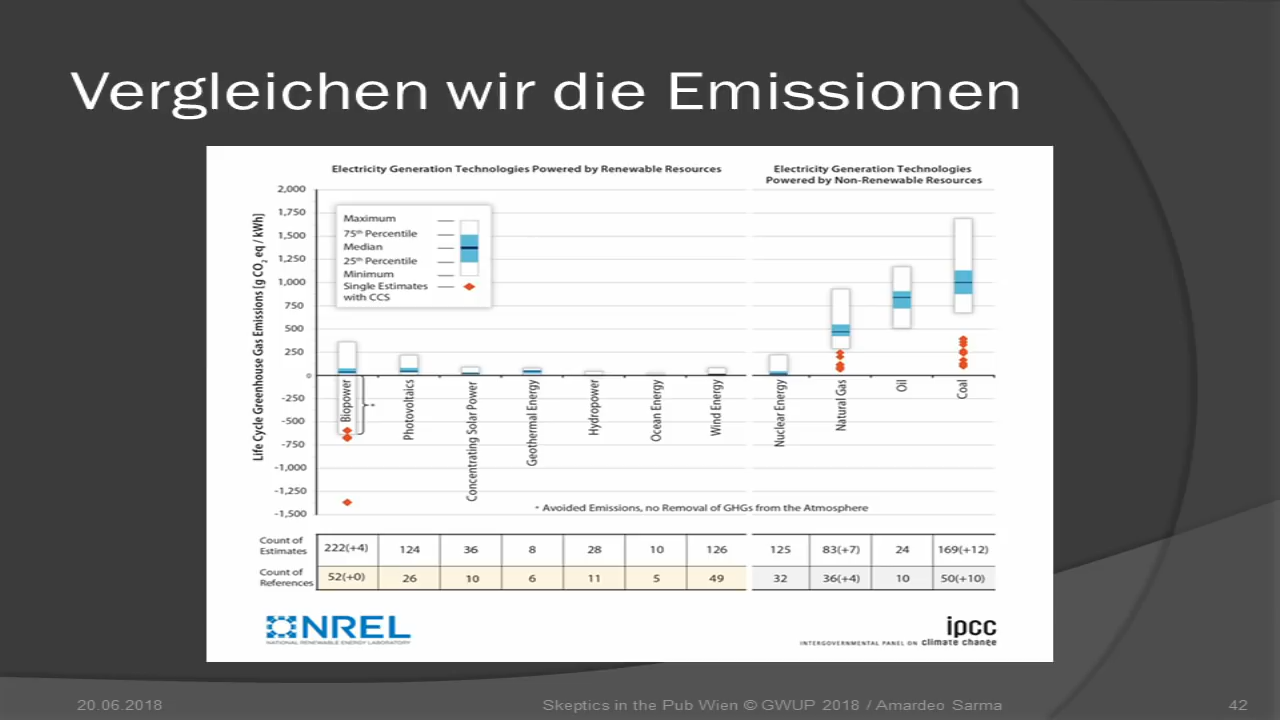 Vergleichen wir die Emissionen
Electricity Generation Technologies Powered by Renewable Resources
Electricity Generation Technologies
Powered by Non-Renewable Resources
Life Cycle Greenhouse Gas Emissions [g CO2 eq / kWh]
2,000
1,750
1,500
1,250
1,000
750
500
250
0
-250
-500
-750
-1,000
-1,250
-1,500
Maximum
75th Percentile
Median
25th Percentile
Minimum
Single Estimates
with CCS
Biopower
Photovoltaics
Concentrating Solar Power
Geothermal Energy
Hydropower
Ocean Energy
Wind Energy
Nuclear Energy
Natural Gas
Oil
Coal
* Avoided Emissions, no Removal of GHGs from the Atmosphere
Count of
Estimates
222(+4) 124 36 8 28 10 126 125 83(+7) 24 169(+12)
Count of
References
52(+0) 26 10 6 11 5 49 32 36(+4) 10 50(+10)
NREL
NATIONAL RENEWABLE ENERGY LABORATORY
ipcc
INTERGOVERNMENTAL PANEL ON climate change
20.06.2018
Skeptics in the Pub Wien © GWUP 2018 / Amardeo Sarma
42